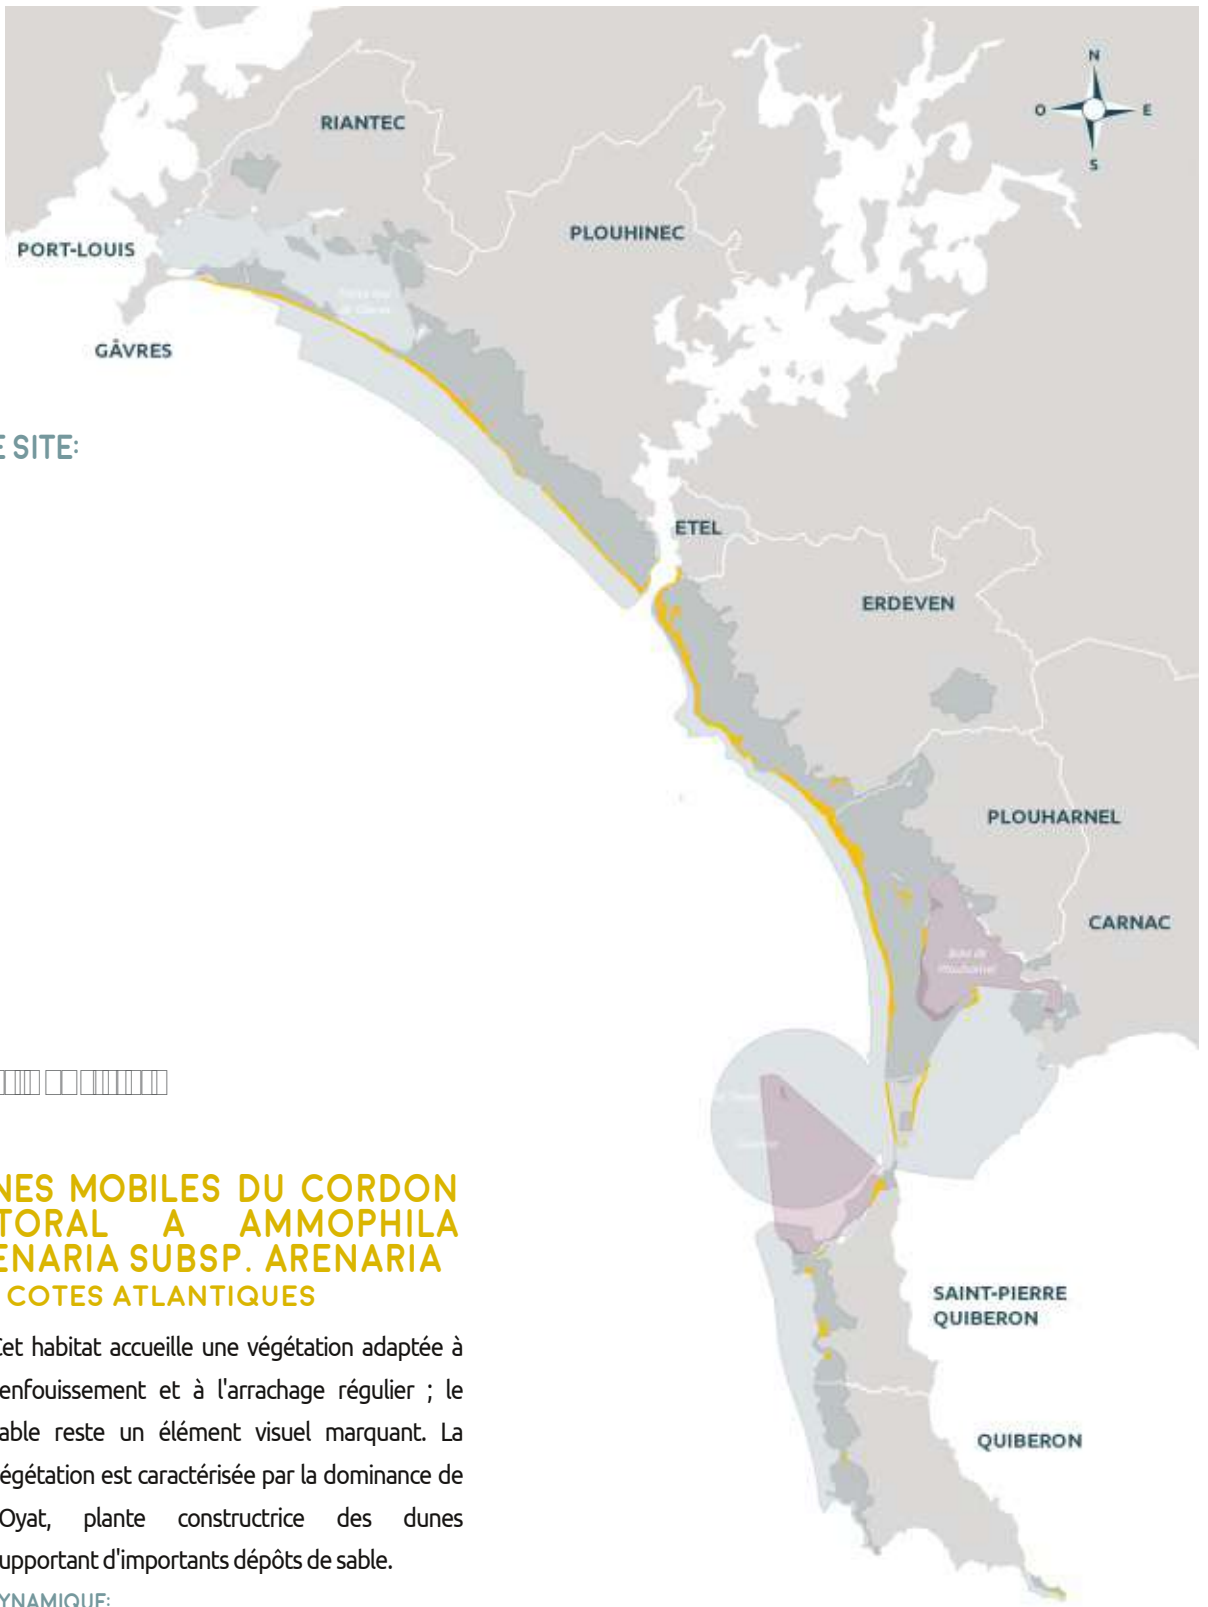 N
O
E
S
RIANTEC
PLOUHINEC
PORT-LOUIS
GÂVRES
E SITE:
ETEL
ERDEVEN
PLOUHARNEL
CARNAC
Baie de
Plouharnel
NES MOBILES DU CORDON
TORAL A AMMOPHILA
ENARIA SUBSP. ARENARIA
COTES ATLANTIQUES
SAINT-PIERRE
QUIBERON
QUIBERON
Cet habitat accueille une végétation adaptée à
enfouissement et à l'arrachage régulier ; le
able reste un élément visuel marquant. La
égétation est caractérisée par la dominance de
Oyat, plante constructrice des dunes
upportant d'importants dépôts de sable.
YNAMIQUE: